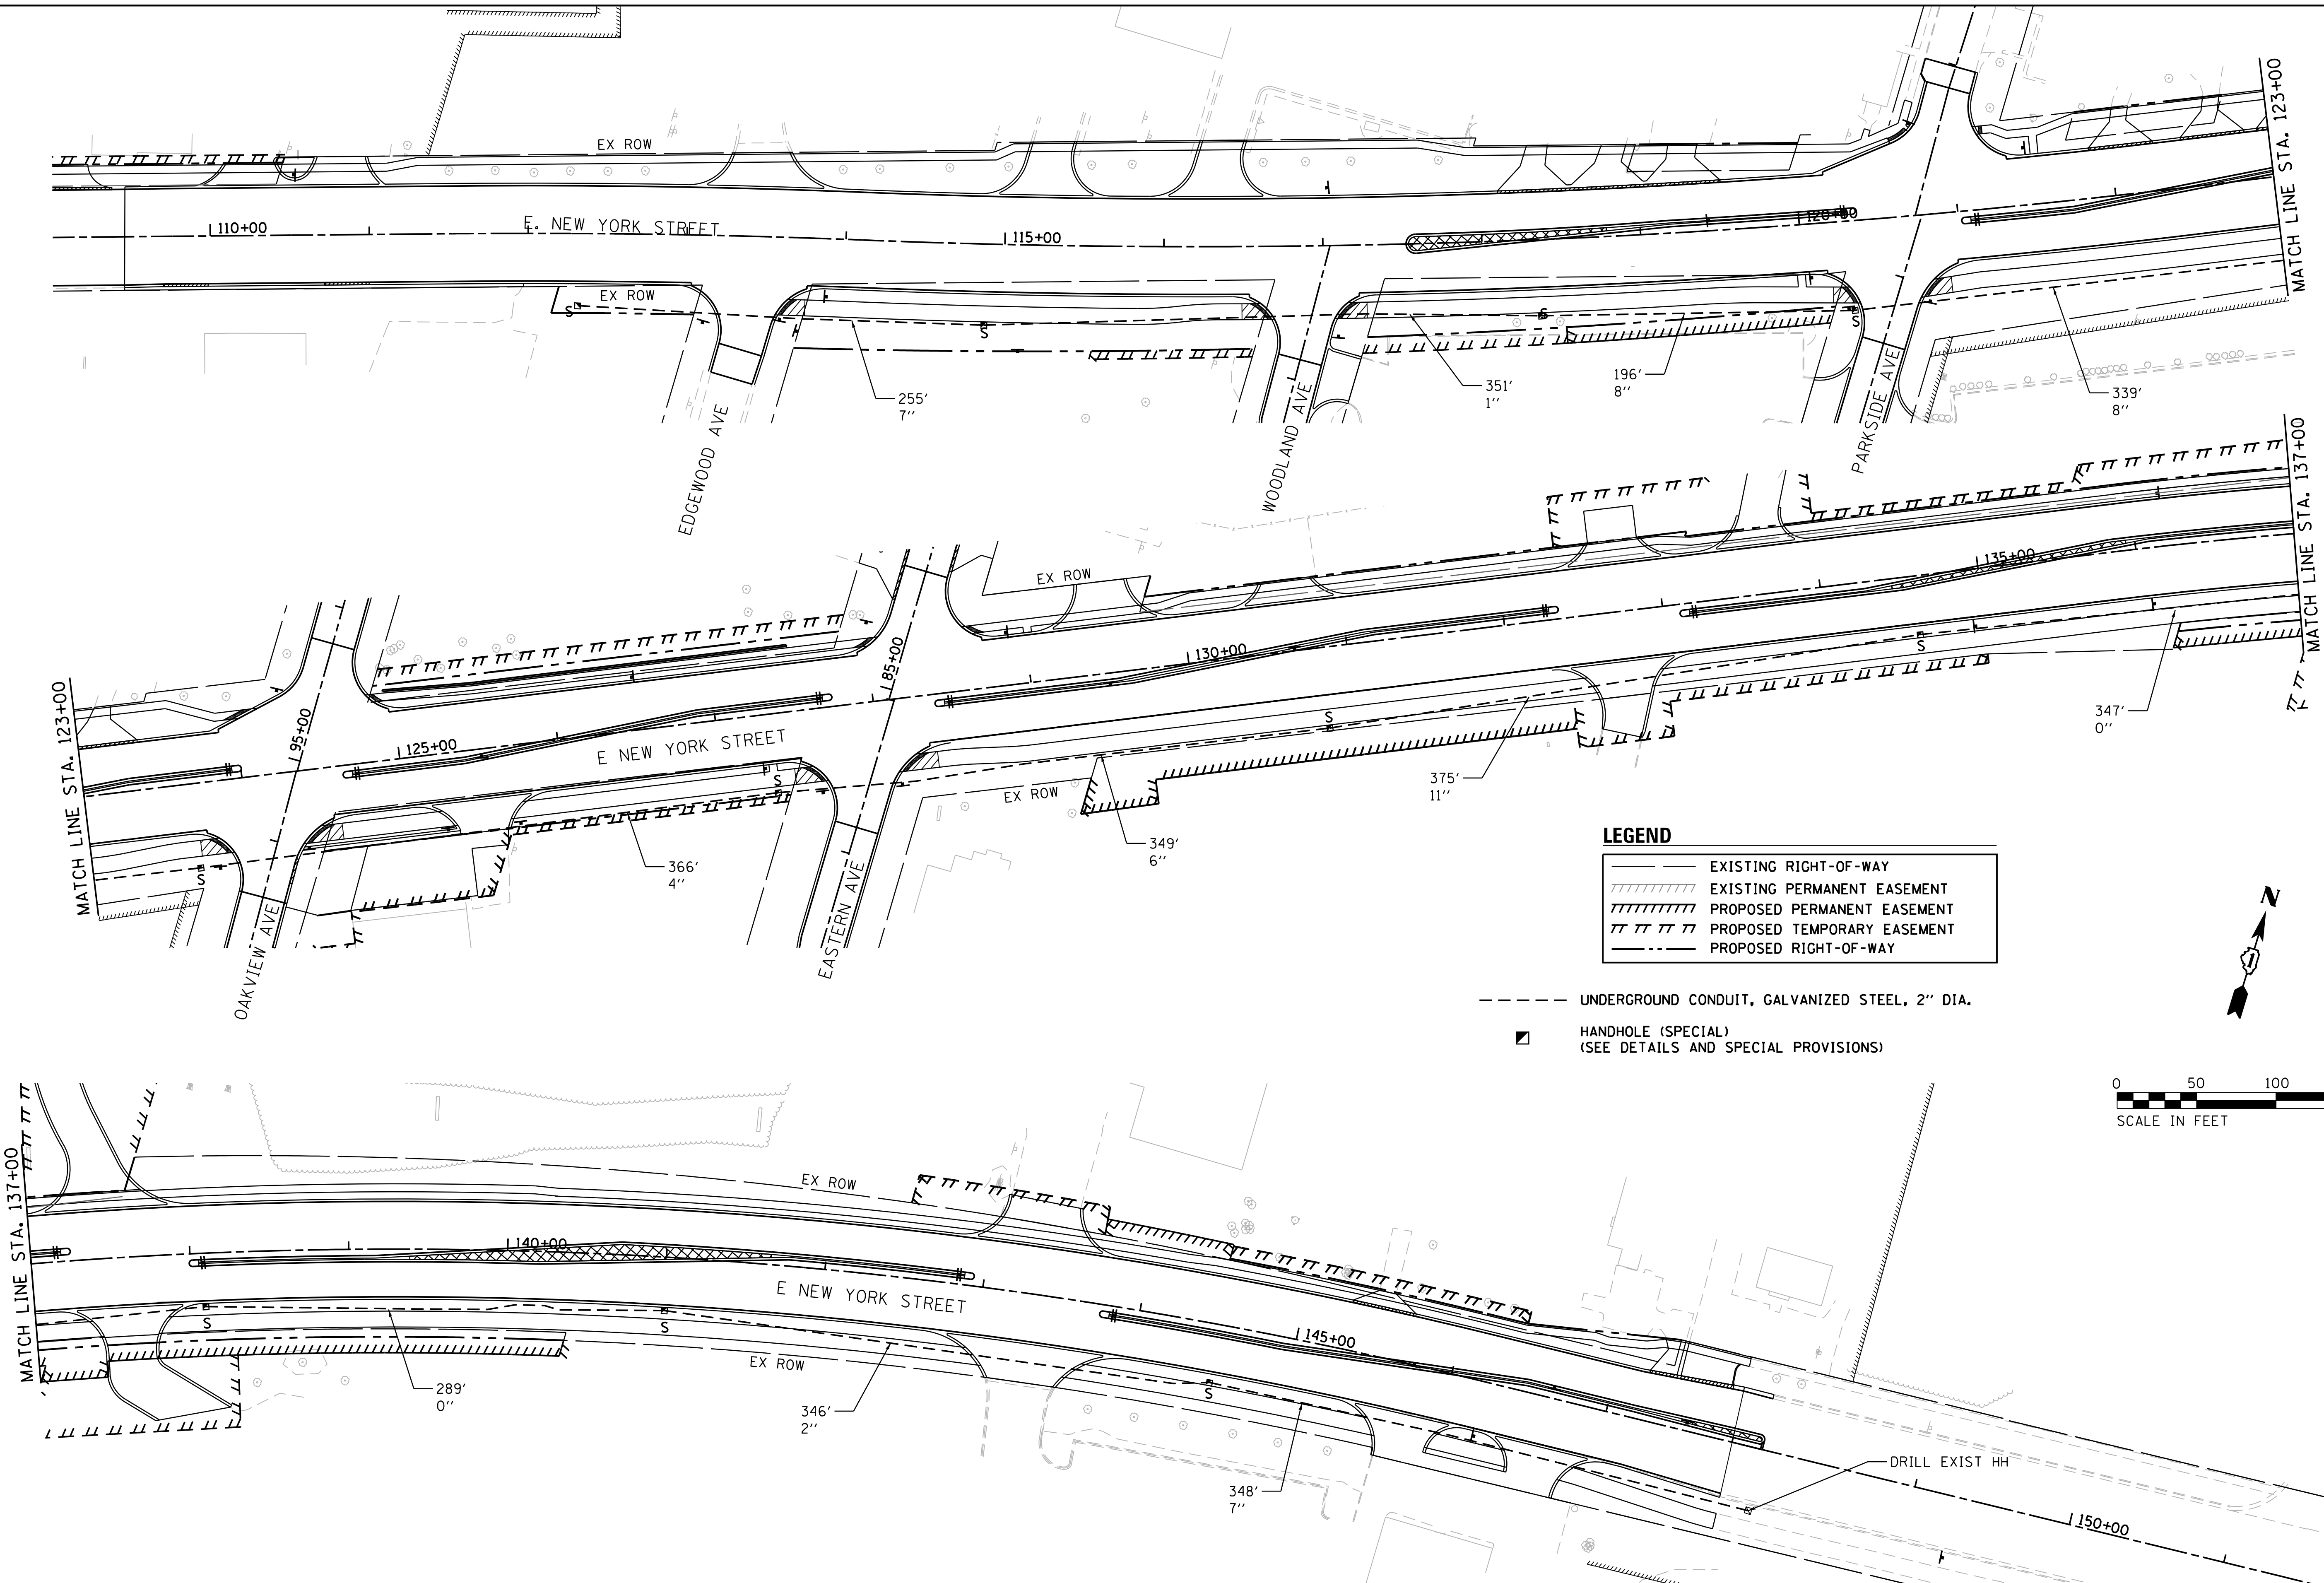 EX ROW
E. NEW YORK STREET
110+00
115+00
120+00
MATCH LINE STA. 123+00
EX ROW
S
S
S
S
255'
7''
351'
1''
196'
8''
339'
8''
EDGEWOOD AVE
WOODLAND AVE
PARKSIDE AVE
MATCH LINE STA. 137+00
MATCH LINE STA. 123+00
EX ROW
95+00
125+00
85+00
130+00
135+00
E NEW YORK STREET
EX ROW
S
S
S
S
366'
4''
349'
6''
375'
11''
347'
0''
OAKVIEW AVE
EASTERN AVE
LEGEND
EXISTING RIGHT-OF-WAY
EXISTING PERMANENT EASEMENT
PROPOSED PERMANENT EASEMENT
PROPOSED TEMPORARY EASEMENT
PROPOSED RIGHT-OF-WAY
UNDERGROUND CONDUIT, GALVANIZED STEEL, 2'' DIA.
HANDHOLE (SPECIAL)
(SEE DETAILS AND SPECIAL PROVISIONS)
N
1
0 50 100
SCALE IN FEET
MATCH LINE STA. 137+00
EX ROW
140+00
E NEW YORK STREET
145+00
150+00
EX ROW
S
S
S
289'
0''
346'
2''
348'
7''
DRILL EXIST HH